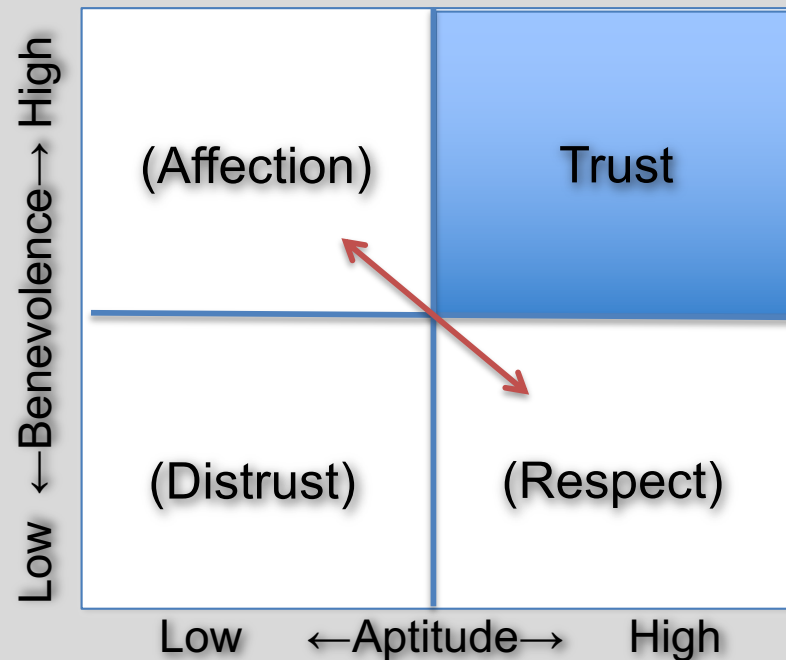 Low ←Benevolence→ High
(Affection)
Trust
(Distrust)
(Respect)
Low ←Aptitude→ High